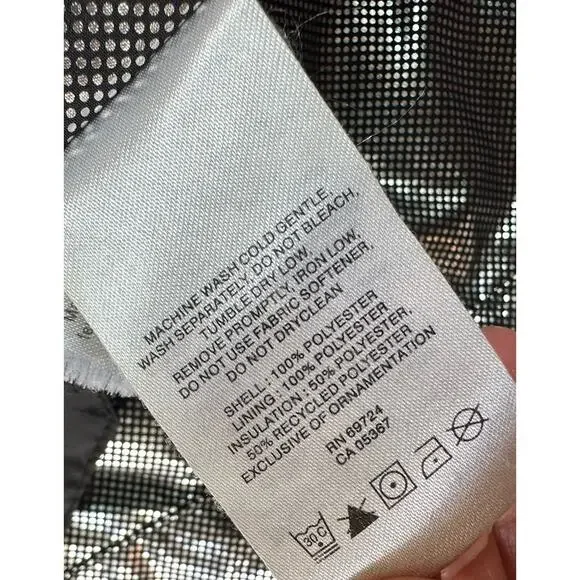 MACHINE WASH COLD GENTLE,
WASH SEPARATELY, DO NOT BLEACH,
TUMBLE DRY LOW,
REMOVE PROMPTLY, IRON LOW,
DO NOT USE FABRIC SOFTENER,
DO NOT DRYCLEAN
SHELL : 100% POLYESTER
LINING : 100% POLYESTER
INSULATION : 50% POLYESTER,
50% RECYCLED POLYESTER
EXCLUSIVE OF ORNAMENTATION
RN 69724
CA 05367
30 C